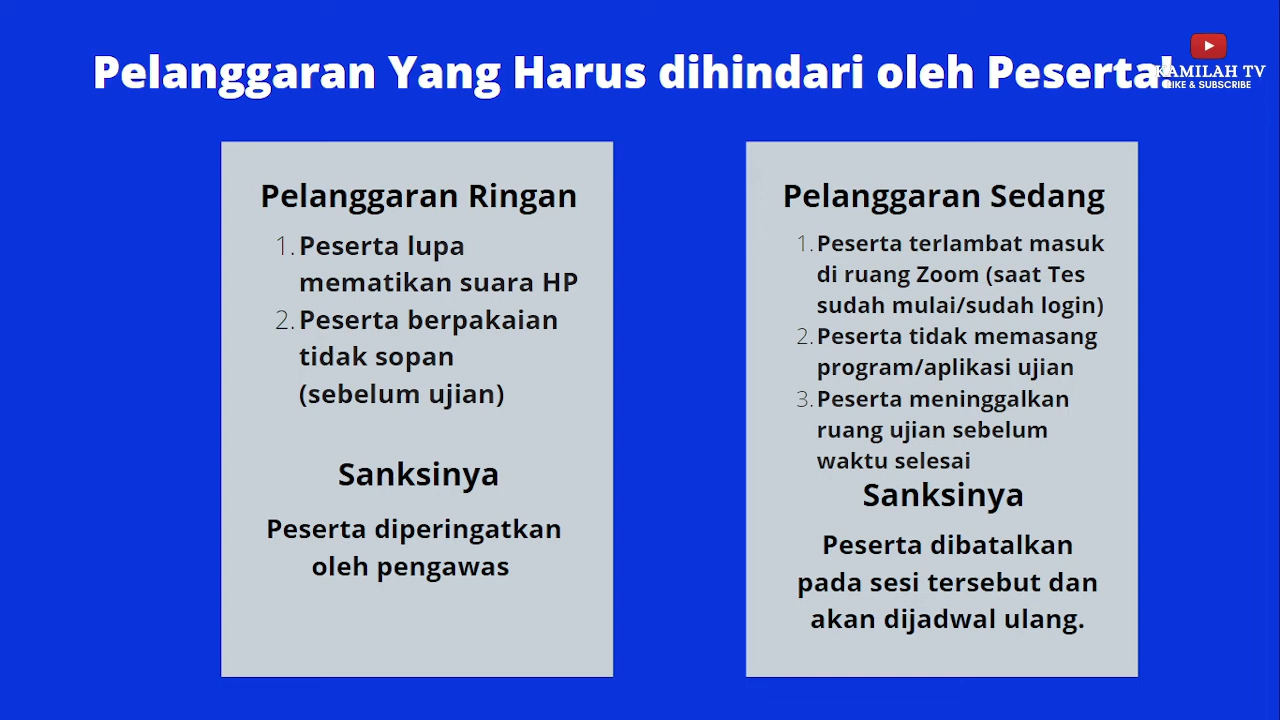 Pelanggaran Yang Harus dihindari oleh Peserta!
KAMILAH TV
LIKE & SUBSCRIBE
Pelanggaran Ringan
1. Peserta lupa
mematikan suara HP
2. Peserta berpakaian
tidak sopan
(sebelum ujian)
Sanksinya
Peserta diperingatkan
oleh pengawas
Pelanggaran Sedang
1. Peserta terlambat masuk
di ruang Zoom (saat Tes
sudah mulai/sudah login)
2. Peserta tidak memasang
program/aplikasi ujian
3. Peserta meninggalkan
ruang ujian sebelum
waktu selesai
Sanksinya
Peserta dibatalkan
pada sesi tersebut dan
akan dijadwal ulang.